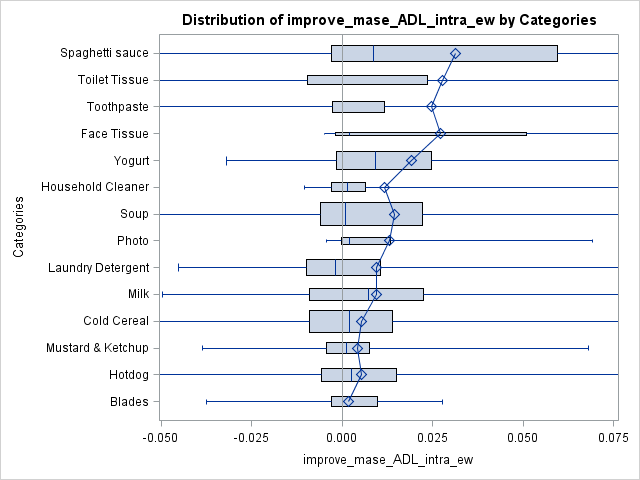 Distribution of improve_mase_ADL_intra_ew by Categories
Categories
Spaghetti sauce
Toilet Tissue
Toothpaste
Face Tissue
Yogurt
Household Cleaner
Soup
Photo
Laundry Detergent
Milk
Cold Cereal
Mustard & Ketchup
Hotdog
Blades
-0.050 -0.025 0.000 0.025 0.050 0.075
improve_mase_ADL_intra_ew